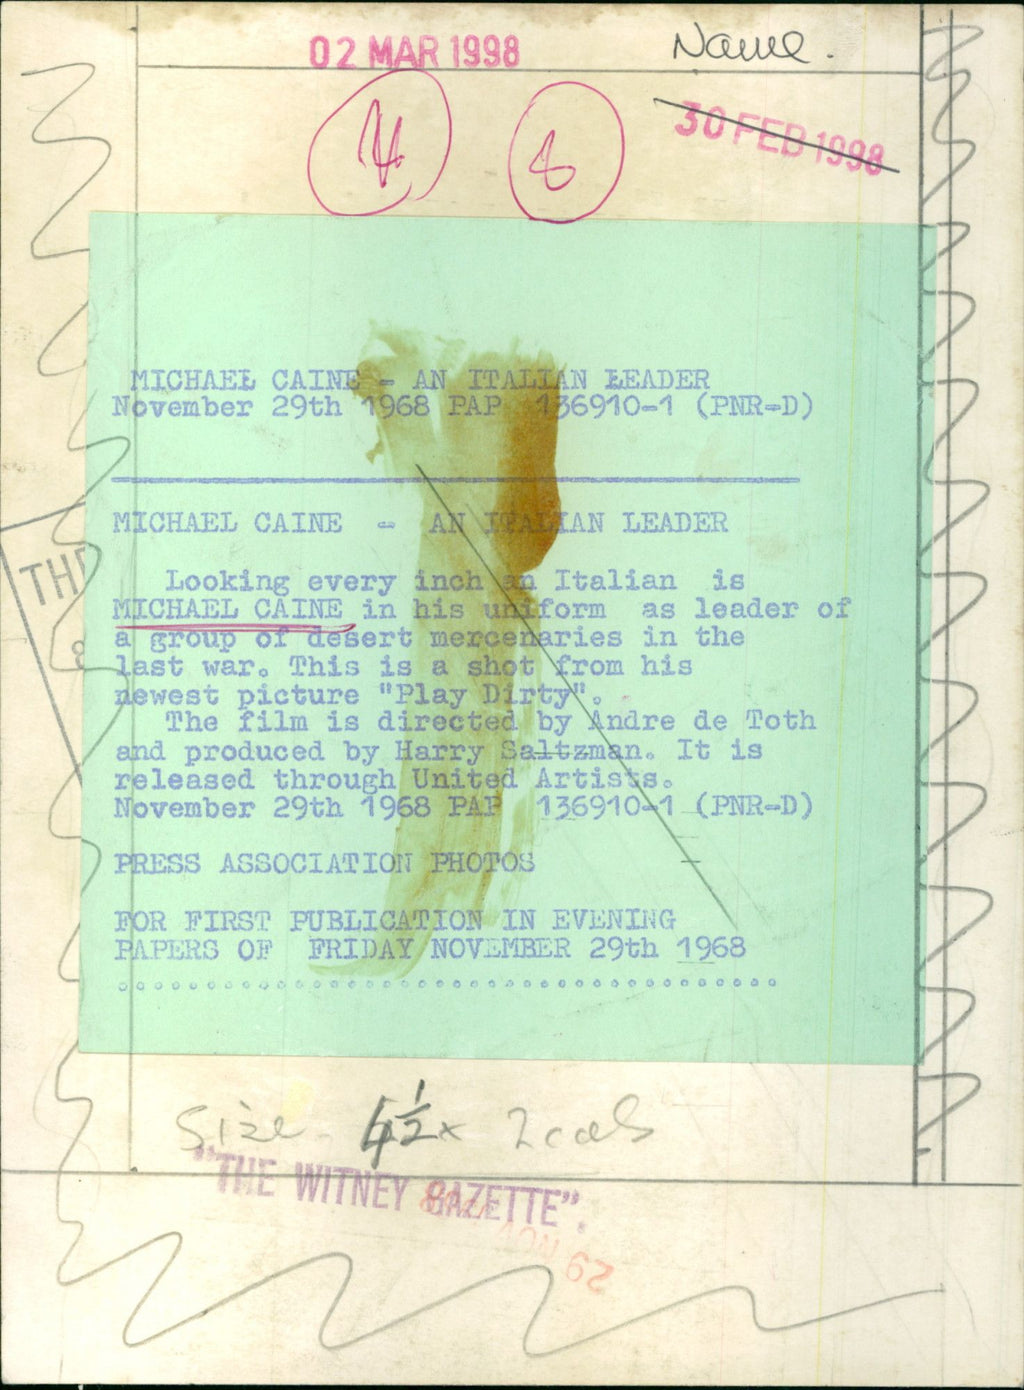 02 MAR 1998
Name.
30 FEB 1998
MICHAEL CAINE - AN ITALIAN LEADER
November 29th 1968 PAP 136910-1 (PNR-D)
MICHAEL CAINE - AN ITALIAN LEADER
Looking every inch an Italian is
MICHAEL CAINE in his uniform as leader of
a group of desert mercenaries in the
last war. This is a shot from his
newest picture "Play Dirty".
The film is directed by Andre de Toth
and produced by Harry Saltzman. It is
released through United Artists.
November 29th 1968 PAP 136910-1 (PNR-D)
PRESS ASSOCIATION PHOTOS
FOR FIRST PUBLICATION IN EVENING
PAPERS OF FRIDAY NOVEMBER 29th 1968
........................................
Size - 4½ x 2 cols
"THE WITNEY GAZETTE".
29 NOV